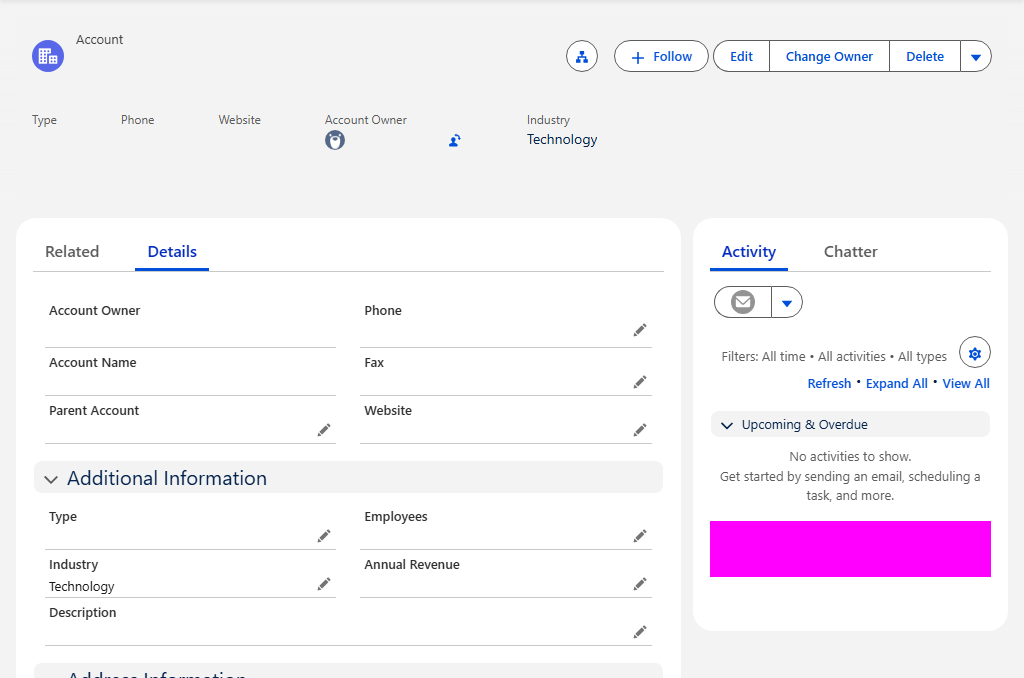 Account
Follow
Edit
Change Owner
Delete
Type
Phone
Website
Account Owner
Industry
Technology
Related
Details
Account Owner
Phone
Account Name
Fax
Parent Account
Website
Additional Information
Type
Employees
Industry
Technology
Annual Revenue
Description
Address Information
Activity
Chatter
Filters: All time • All activities • All types
Refresh • Expand All • View All
Upcoming & Overdue
No activities to show.
Get started by sending an email, scheduling a
task, and more.